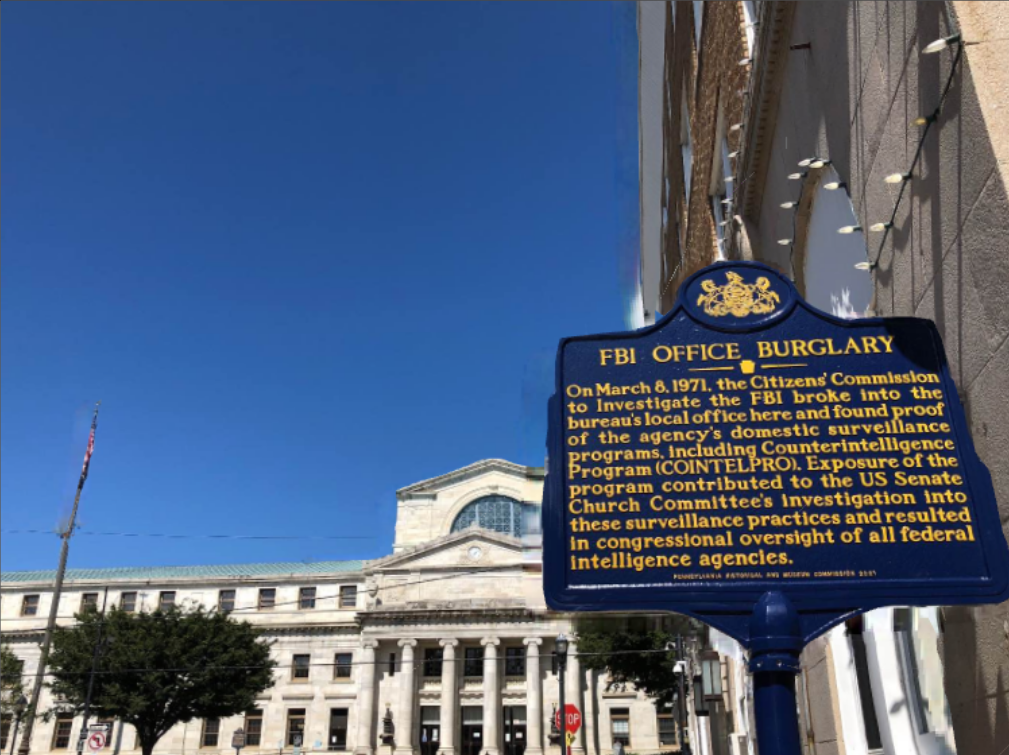 FBI OFFICE BURGLARY
On March 8, 1971, the Citizens' Commission
to Investigate the FBI broke into the
bureau's local office here and found proof
of the agency's domestic surveillance
programs, including Counterintelligence
Program (COINTELPRO). Exposure of the
program contributed to the US Senate
Church Committee's investigation into
these surveillance practices and resulted
in congressional oversight of all federal
intelligence agencies.
PENNSYLVANIA HISTORICAL AND MUSEUM COMMISSION 2021
STOP